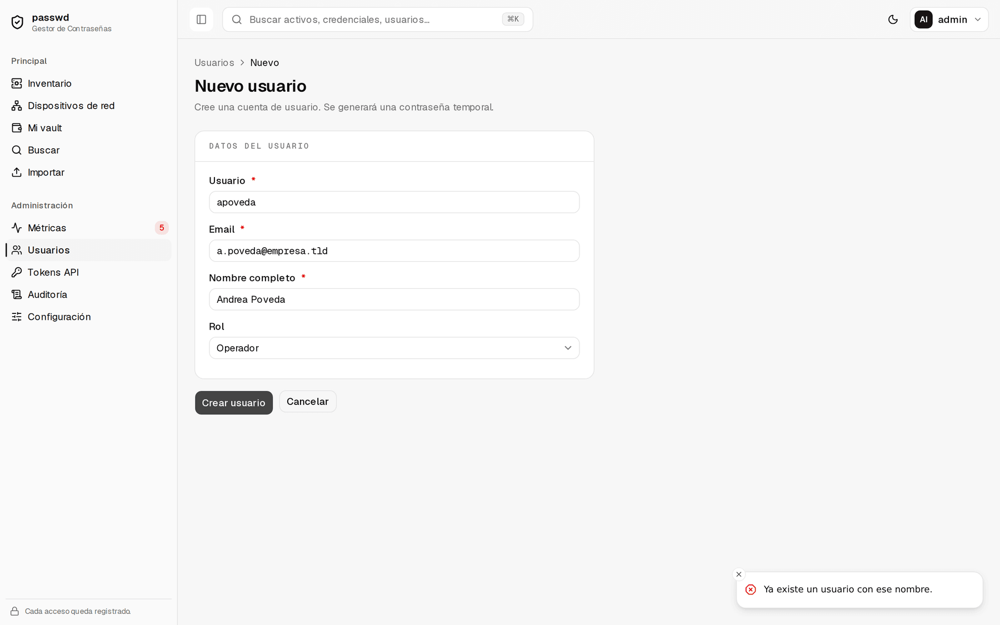 passwd
Gestor de Contraseñas
Principal
Inventario
Dispositivos de red
Mi vault
Buscar
Importar
Administración
Métricas 5
Usuarios
Tokens API
Auditoría
Configuración
Cada acceso queda registrado.
Buscar activos, credenciales, usuarios... ⌘K
AI admin
Usuarios > Nuevo
Nuevo usuario
Cree una cuenta de usuario. Se generará una contraseña temporal.
DATOS DEL USUARIO
Usuario *
apoveda
Email *
a.poveda@empresa.tld
Nombre completo *
Andrea Poveda
Rol
Operador
Crear usuario Cancelar
Ya existe un usuario con ese nombre.